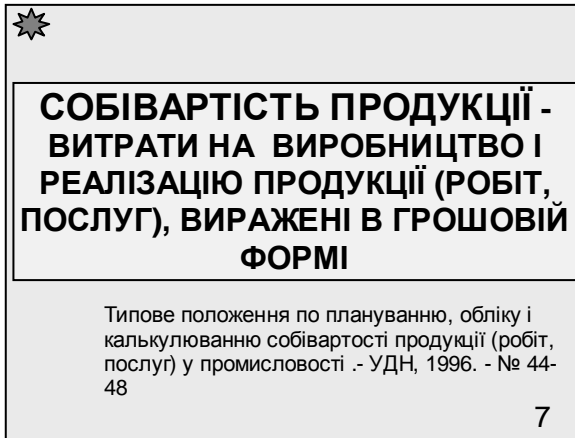 СОБІВАРТІСТЬ ПРОДУКЦІЇ -
ВИТРАТИ НА ВИРОБНИЦТВО І
РЕАЛІЗАЦІЮ ПРОДУКЦІЇ (РОБІТ,
ПОСЛУГ), ВИРАЖЕНІ В ГРОШОВІЙ
ФОРМІ
Типове положення по плануванню, обліку і
калькулюванню собівартості продукції (робіт,
послуг) у промисловості .- УДН, 1996. - № 44-
48
7